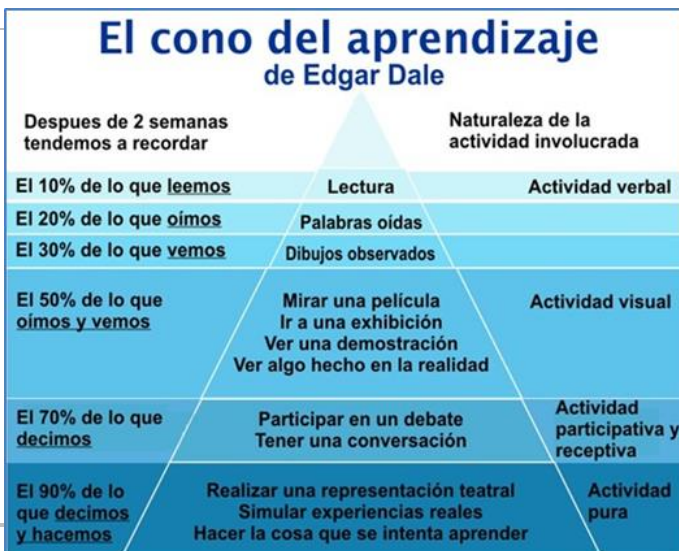 El cono del aprendizaje
de Edgar Dale
Despues de 2 semanas
tendemos a recordar
Naturaleza de la
actividad involucrada
El 10% de lo que leemos
Lectura
Actividad verbal
El 20% de lo que oímos
Palabras oídas
El 30% de lo que vemos
Dibujos observados
El 50% de lo que
oímos y vemos
Mirar una película
Ir a una exhibición
Ver una demostración
Ver algo hecho en la realidad
Actividad visual
El 70% de lo que
decimos
Participar en un debate
Tener una conversación
Actividad
participativa y
receptiva
El 90% de lo
que decimos
y hacemos
Realizar una representación teatral
Simular experiencias reales
Hacer la cosa que se intenta aprender
Actividad
pura